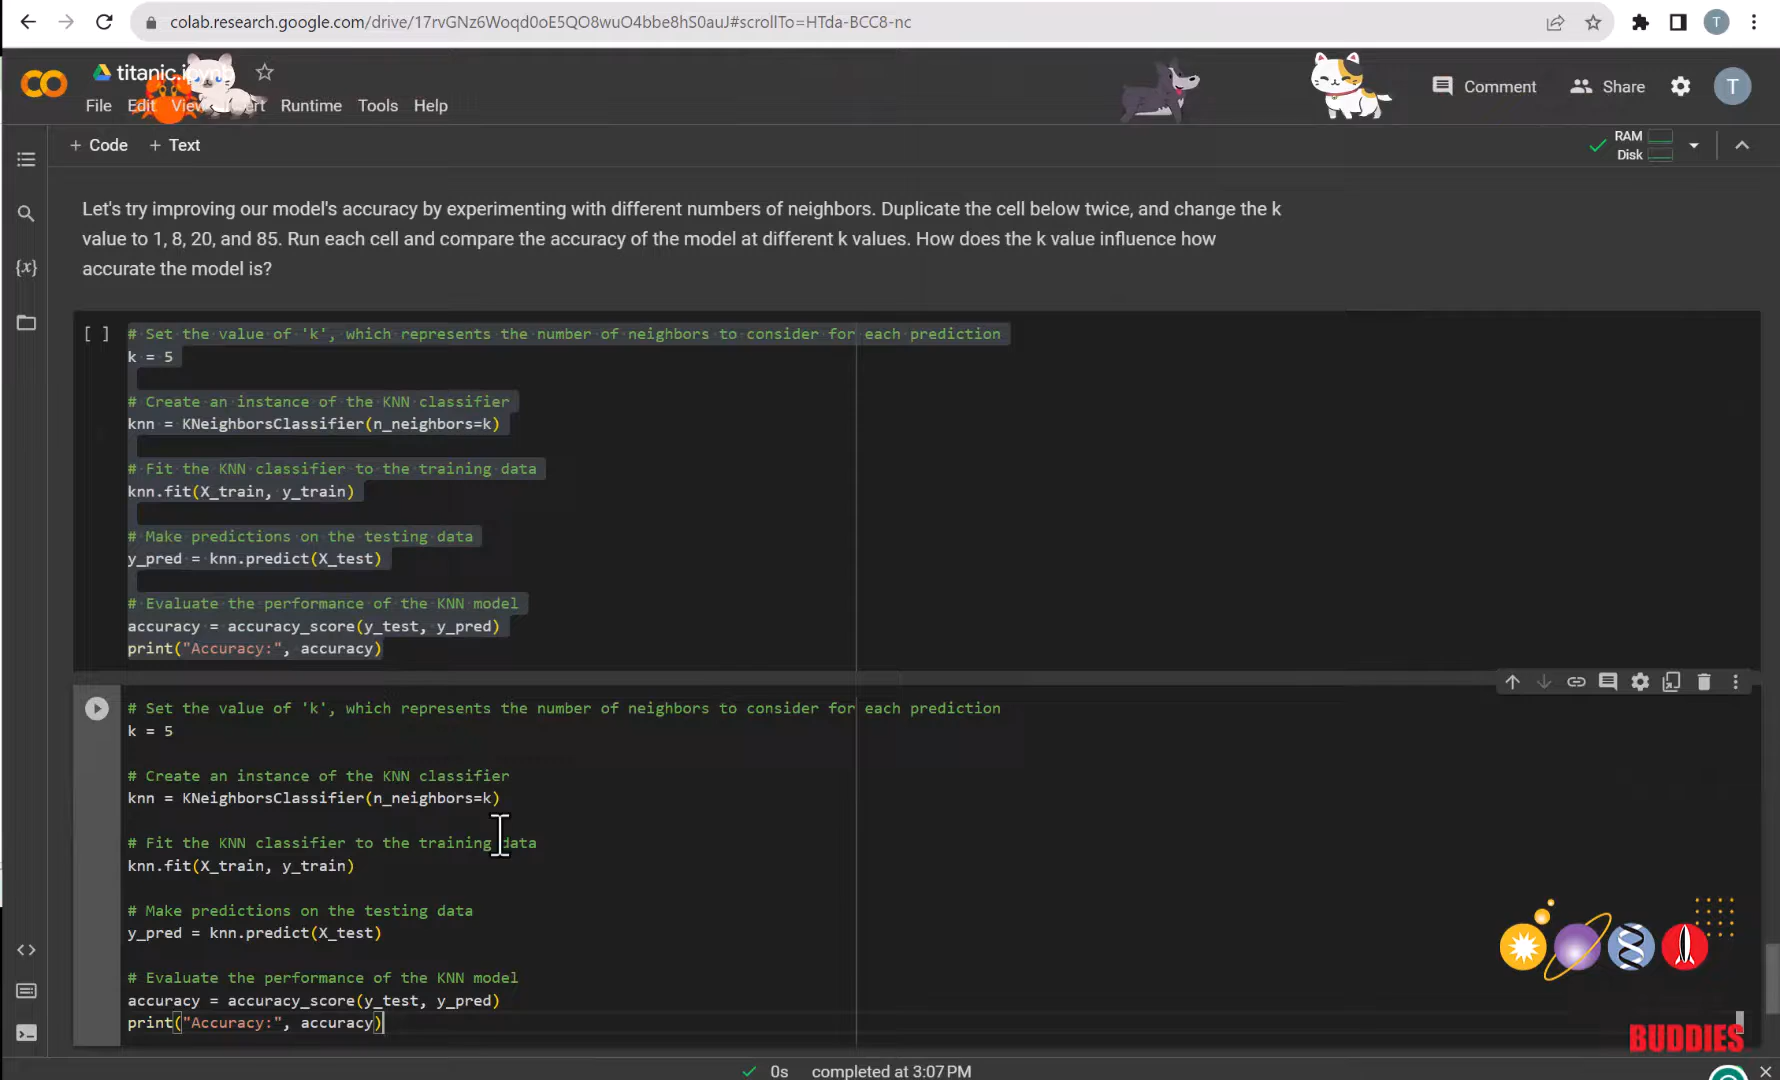 colab.research.google.com/drive/17rvGNz6Woqd0oE5QO8wuO4bbe8hS0auJ#scrollTo=HTda-BCC8-nc
T
titanic.ipynb
Comment
Share
T
File Edit View Insert Runtime Tools Help
+ Code + Text
RAM
Disk
Let's try improving our model's accuracy by experimenting with different numbers of neighbors. Duplicate the cell below twice, and change the k
value to 1, 8, 20, and 85. Run each cell and compare the accuracy of the model at different k values. How does the k value influence how
accurate the model is?
{x}
[ ]
# Set the value of 'k', which represents the number of neighbors to consider for each prediction
k = 5
# Create an instance of the KNN classifier
knn = KNeighborsClassifier(n_neighbors=k)
# Fit the KNN classifier to the training data
knn.fit(X_train, y_train)
# Make predictions on the testing data
y_pred = knn.predict(X_test)
# Evaluate the performance of the KNN model
accuracy = accuracy_score(y_test, y_pred)
print("Accuracy:", accuracy)
# Set the value of 'k', which represents the number of neighbors to consider for each prediction
k = 5
# Create an instance of the KNN classifier
knn = KNeighborsClassifier(n_neighbors=k)
# Fit the KNN classifier to the training data
knn.fit(X_train, y_train)
# Make predictions on the testing data
y_pred = knn.predict(X_test)
# Evaluate the performance of the KNN model
accuracy = accuracy_score(y_test, y_pred)
print("Accuracy:", accuracy)
BUDDIES
0s completed at 3:07 PM